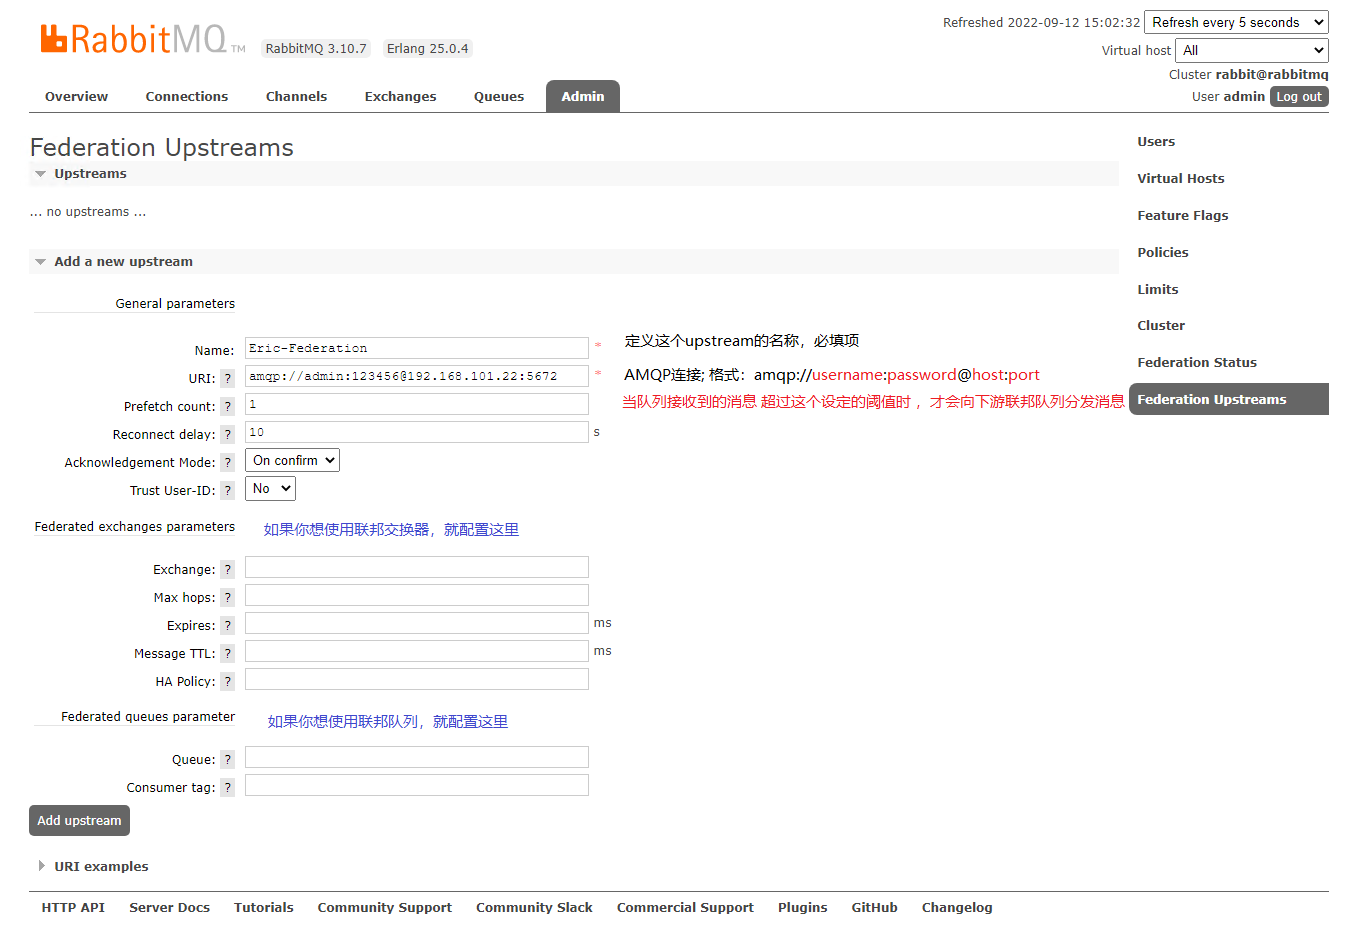 Refreshed 2022-09-12 15:02:32 Refresh every 5 seconds
RabbitMQ TM RabbitMQ 3.10.7 Erlang 25.0.4
Virtual host All
Cluster rabbit@rabbitmq
User admin Log out
Overview Connections Channels Exchanges Queues Admin
Federation Upstreams
Upstreams
... no upstreams ...
Add a new upstream
General parameters
Name: Eric-Federation * 定义这个upstream的名称，必填项
URI: ? amqp://admin:123456@192.168.101.22:5672 * AMQP连接; 格式：amqp://username:password@host:port
Prefetch count: ? 1 当队列接收到的消息 超过这个设定的阈值时 ，才会向下游联邦队列分发消息
Reconnect delay: ? 10 s
Acknowledgement Mode: ? On confirm
Trust User-ID: ? No
Federated exchanges parameters 如果你想使用联邦交换器，就配置这里
Exchange: ?
Max hops: ?
Expires: ? ms
Message TTL: ? ms
HA Policy: ?
Federated queues parameter 如果你想使用联邦队列，就配置这里
Queue: ?
Consumer tag: ?
Add upstream
URI examples
Users
Virtual Hosts
Feature Flags
Policies
Limits
Cluster
Federation Status
Federation Upstreams
HTTP API Server Docs Tutorials Community Support Community Slack Commercial Support Plugins GitHub Changelog